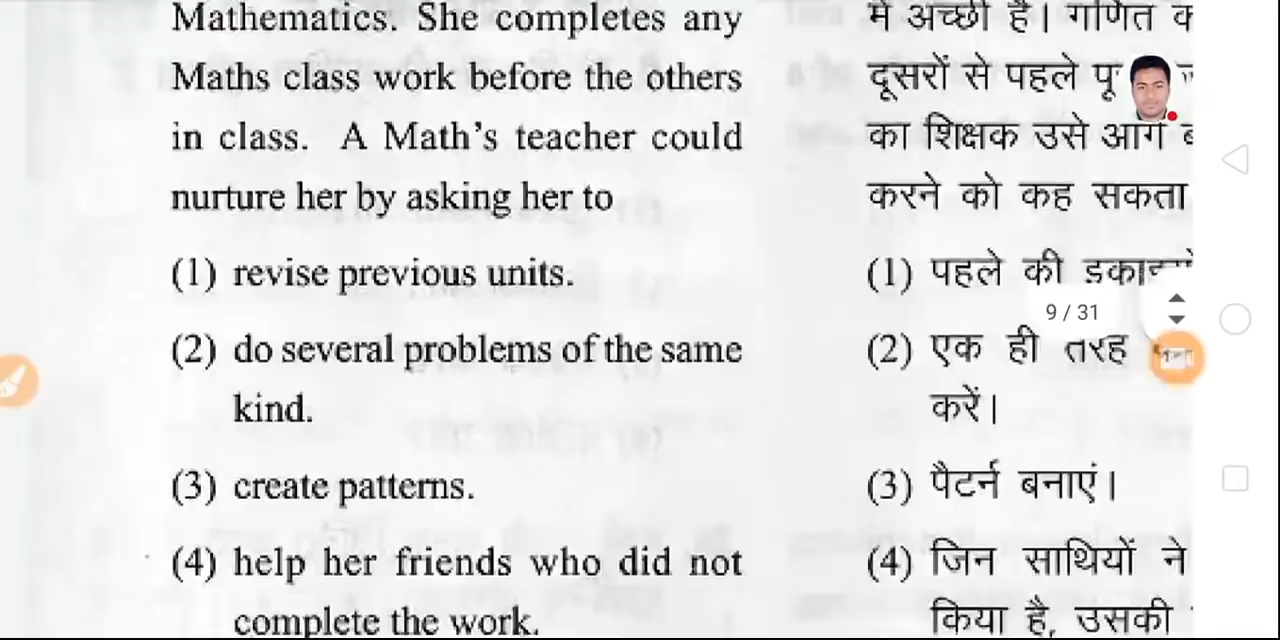 Mathematics. She completes any
Maths class work before the others
in class. A Math's teacher could
nurture her by asking her to
(1) revise previous units.
(2) do several problems of the same
kind.
(3) create patterns.
(4) help her friends who did not
complete the work.
में अच्छी है। गणित
दूसरों से पहले
का शिक्षक उसे आगे
करने को कह सकता
(1) पहले की
(2) एक ही तरह
करें।
(3) पैटर्न बनाएं।
(4) जिन साथियों ने
किया है, उसकी
9 / 31